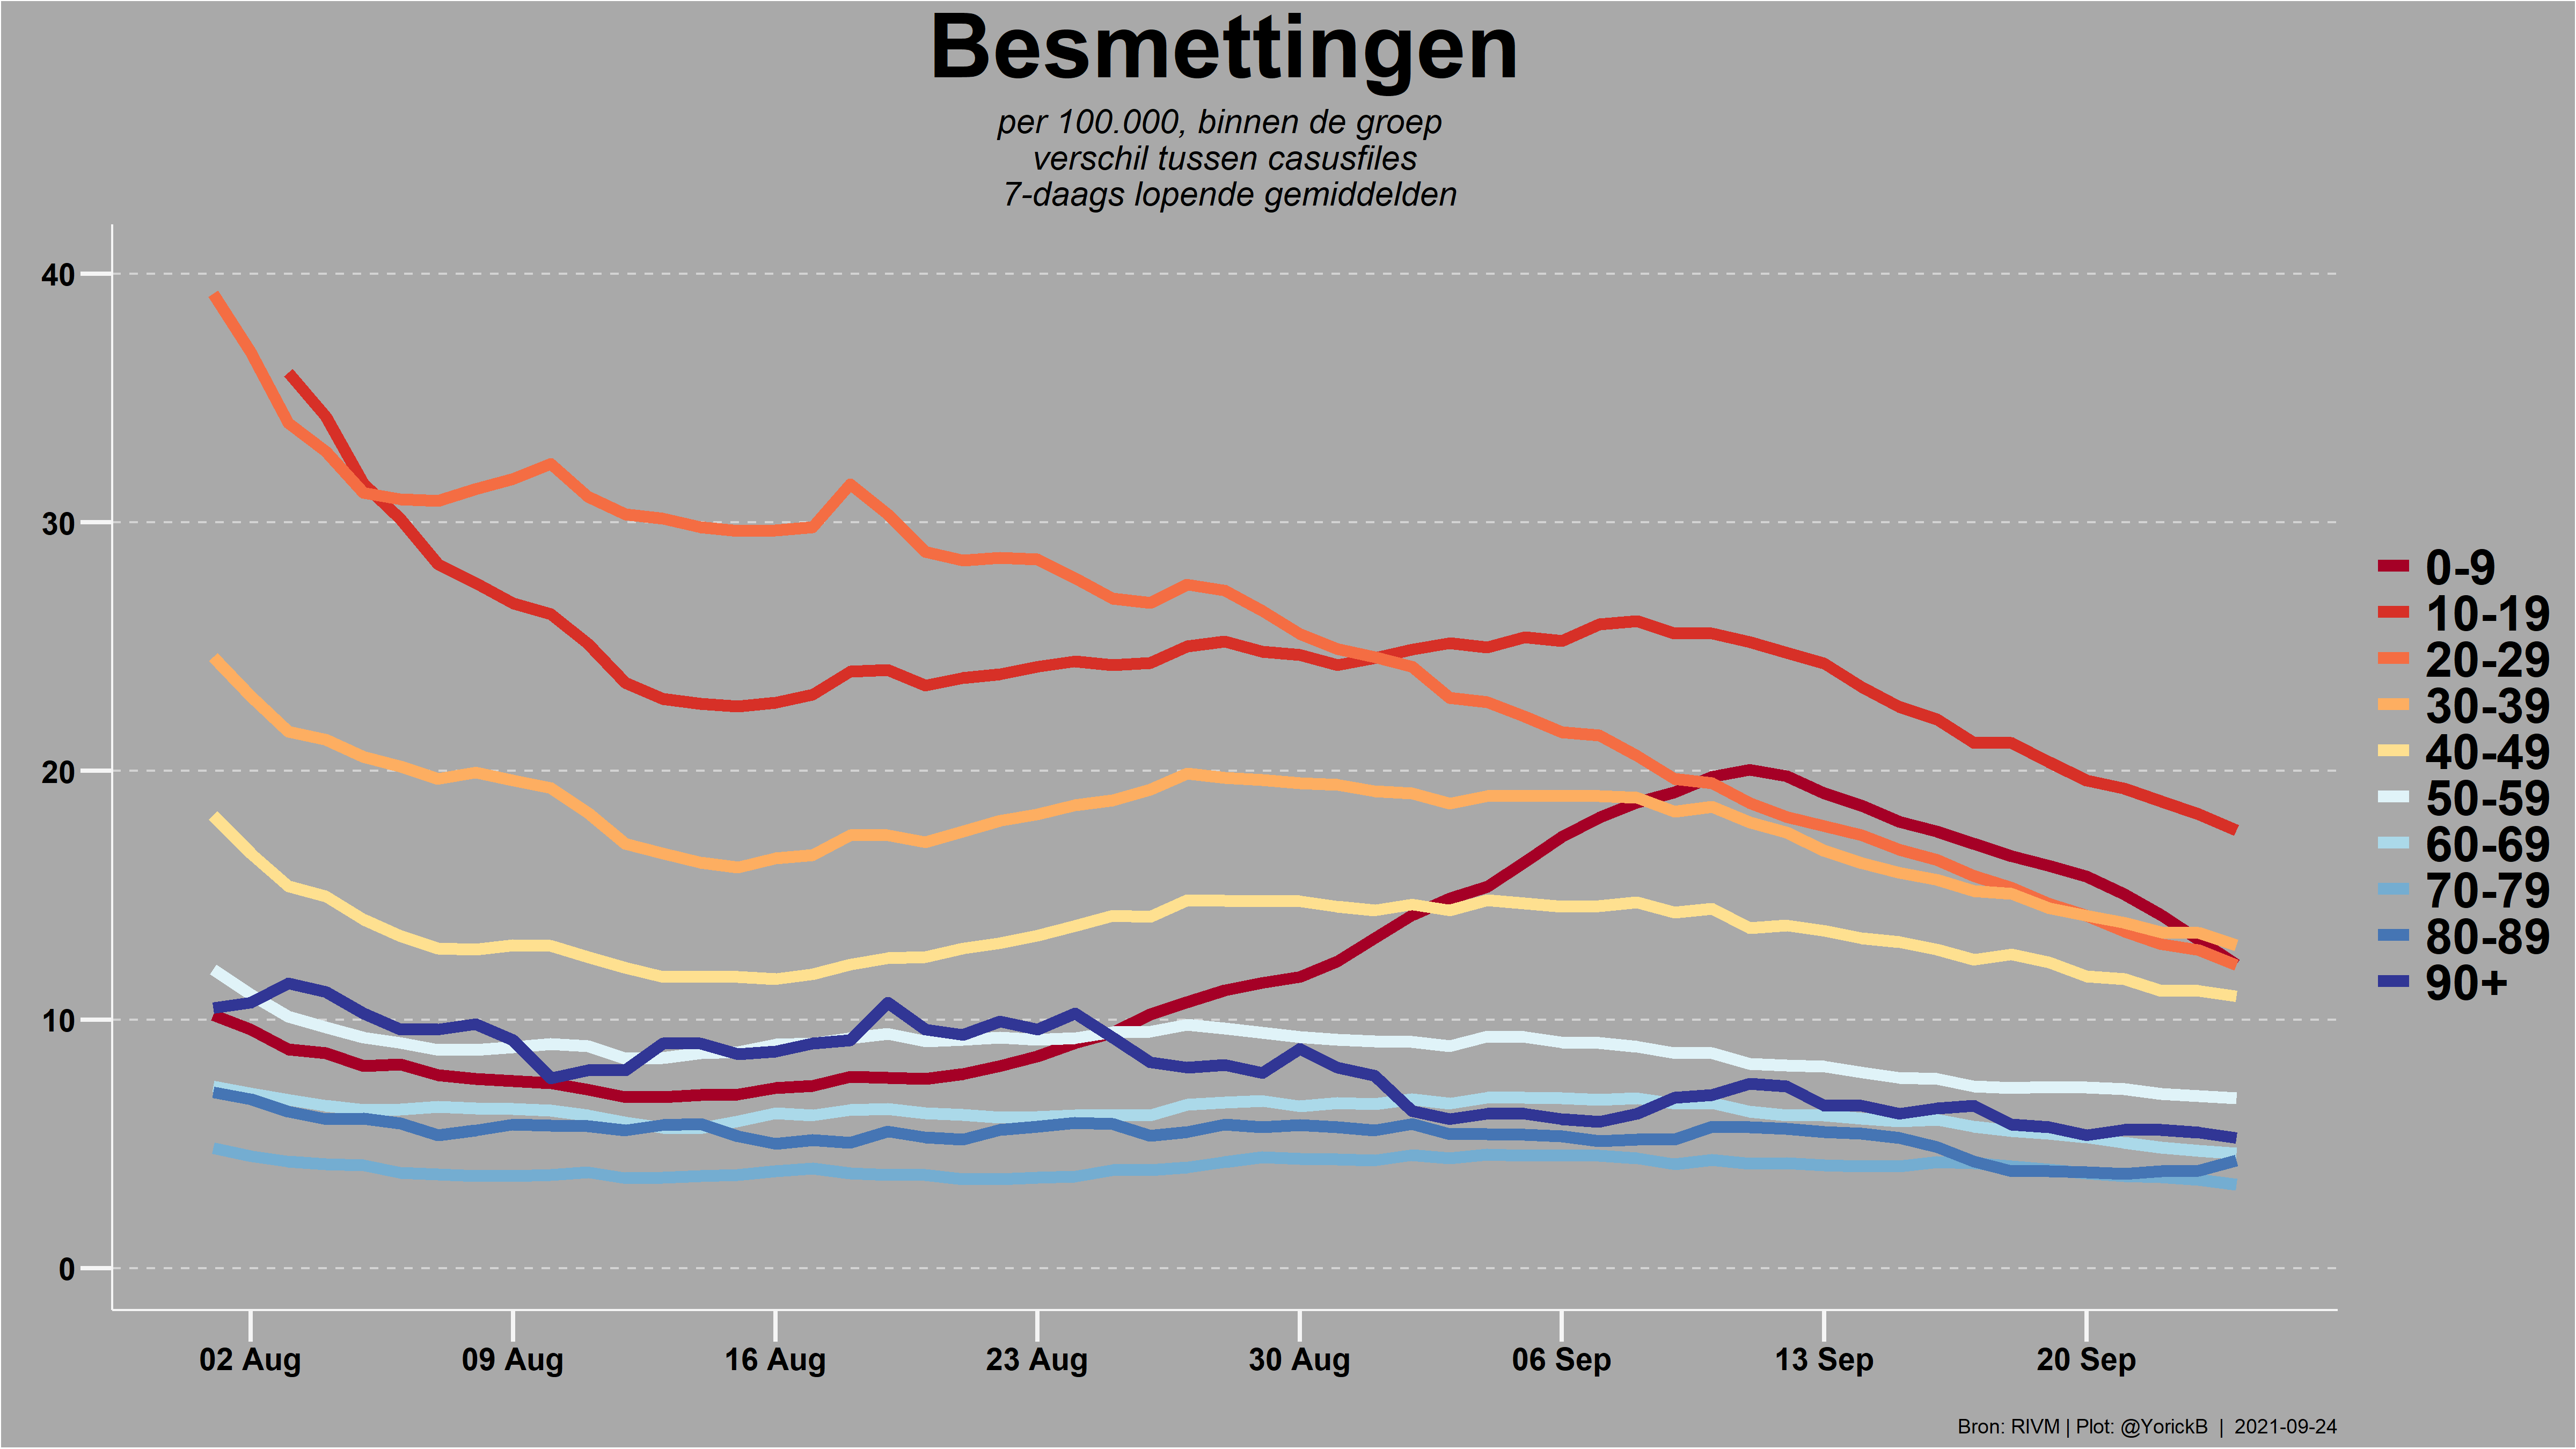 Besmettingen
per 100.000, binnen de groep
verschil tussen casusfiles
7-daags lopende gemiddelden
40
30
20
10
0
02 Aug
09 Aug
16 Aug
23 Aug
30 Aug
06 Sep
13 Sep
20 Sep
0-9
10-19
20-29
30-39
40-49
50-59
60-69
70-79
80-89
90+
Bron: RIVM | Plot: @YorickB | 2021-09-24